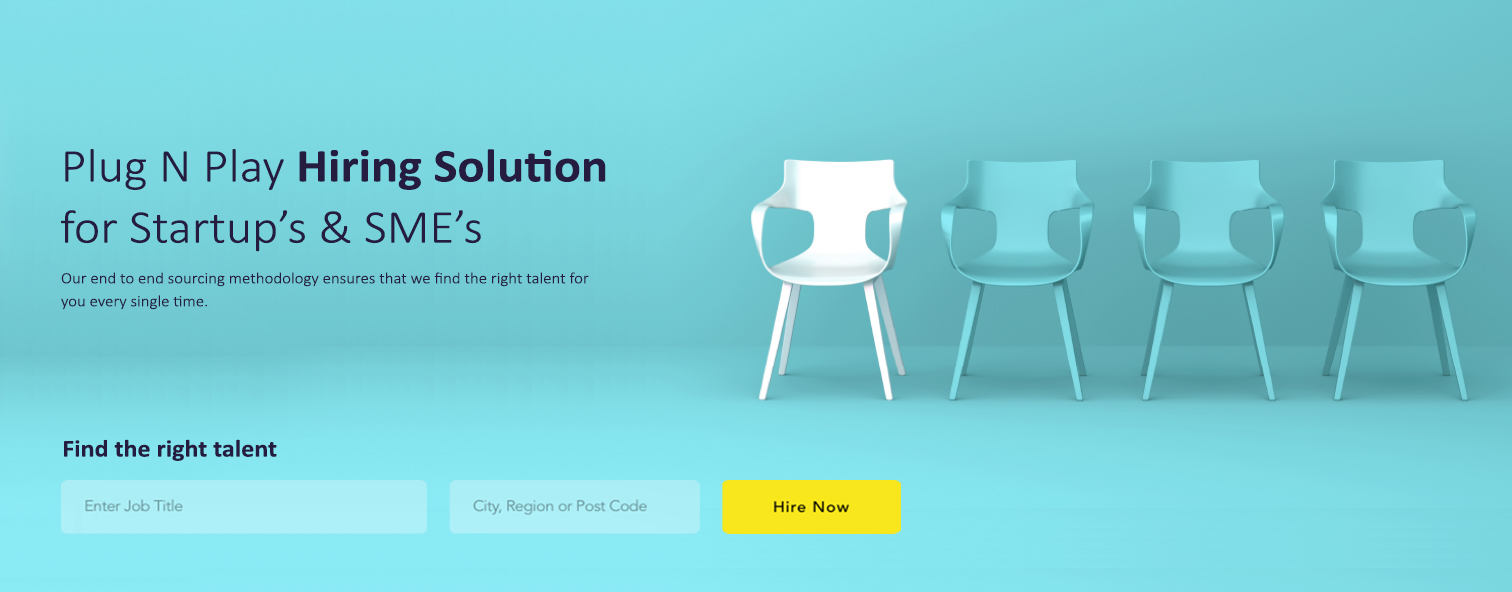 Plug N Play Hiring Solution
for Startup’s & SME’s
Our end to end sourcing methodology ensures that we find the right talent for
you every single time.
Find the right talent
Enter Job Title
City, Region or Post Code
Hire Now